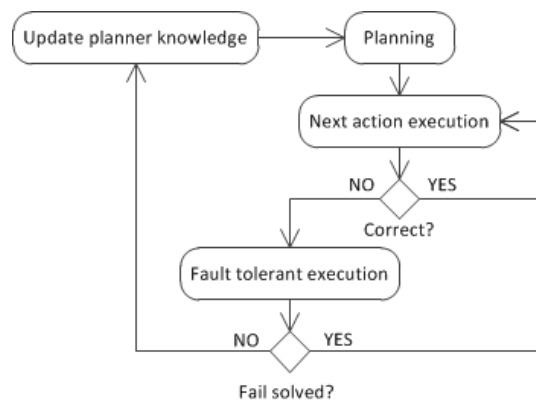 Update planner knowledge
Planning
Next action execution
NO
YES
Correct?
Fault tolerant execution
NO
YES
Fail solved?